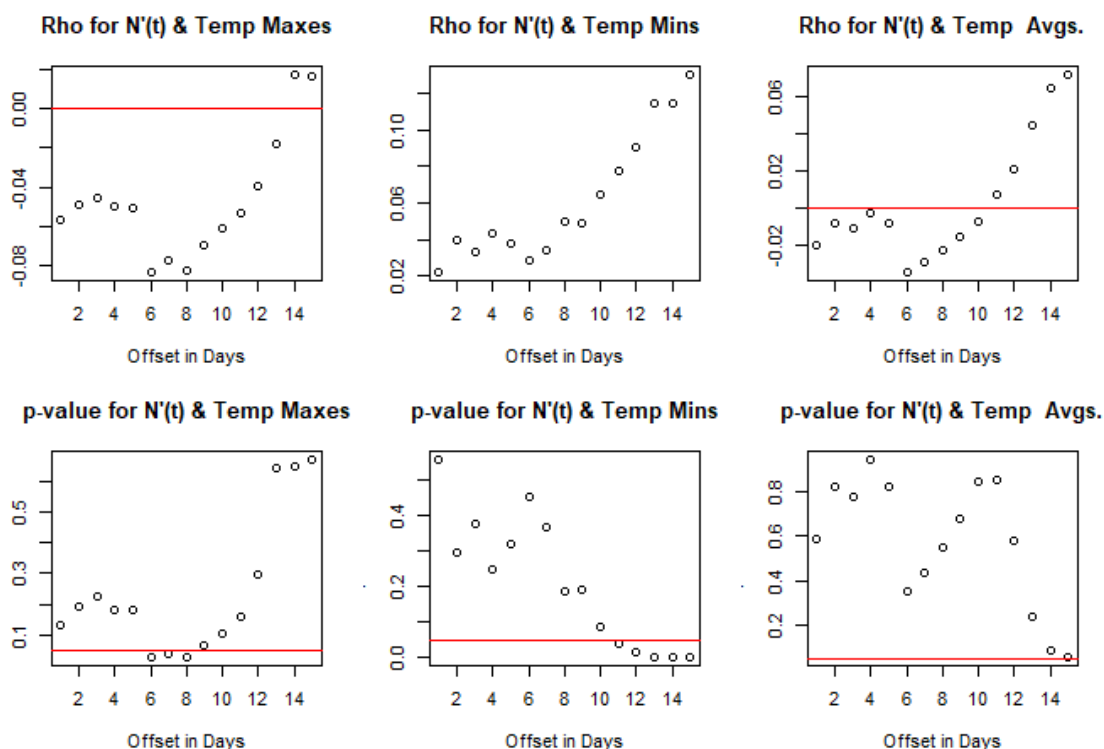 Rho for N'(t) & Temp Maxes
0.00
-0.04
-0.08
2 4 6 8 10 12 14
Offset in Days
Rho for N'(t) & Temp Mins
0.10
0.06
0.02
2 4 6 8 10 12 14
Offset in Days
Rho for N'(t) & Temp  Avgs.
0.06
0.02
-0.02
2 4 6 8 10 12 14
Offset in Days
p-value for N'(t) & Temp Maxes
0.5
0.3
0.1
2 4 6 8 10 12 14
Offset in Days
p-value for N'(t) & Temp Mins
0.4
0.2
0.0
2 4 6 8 10 12 14
Offset in Days
p-value for N'(t) & Temp  Avgs.
0.8
0.6
0.4
0.2
2 4 6 8 10 12 14
Offset in Days